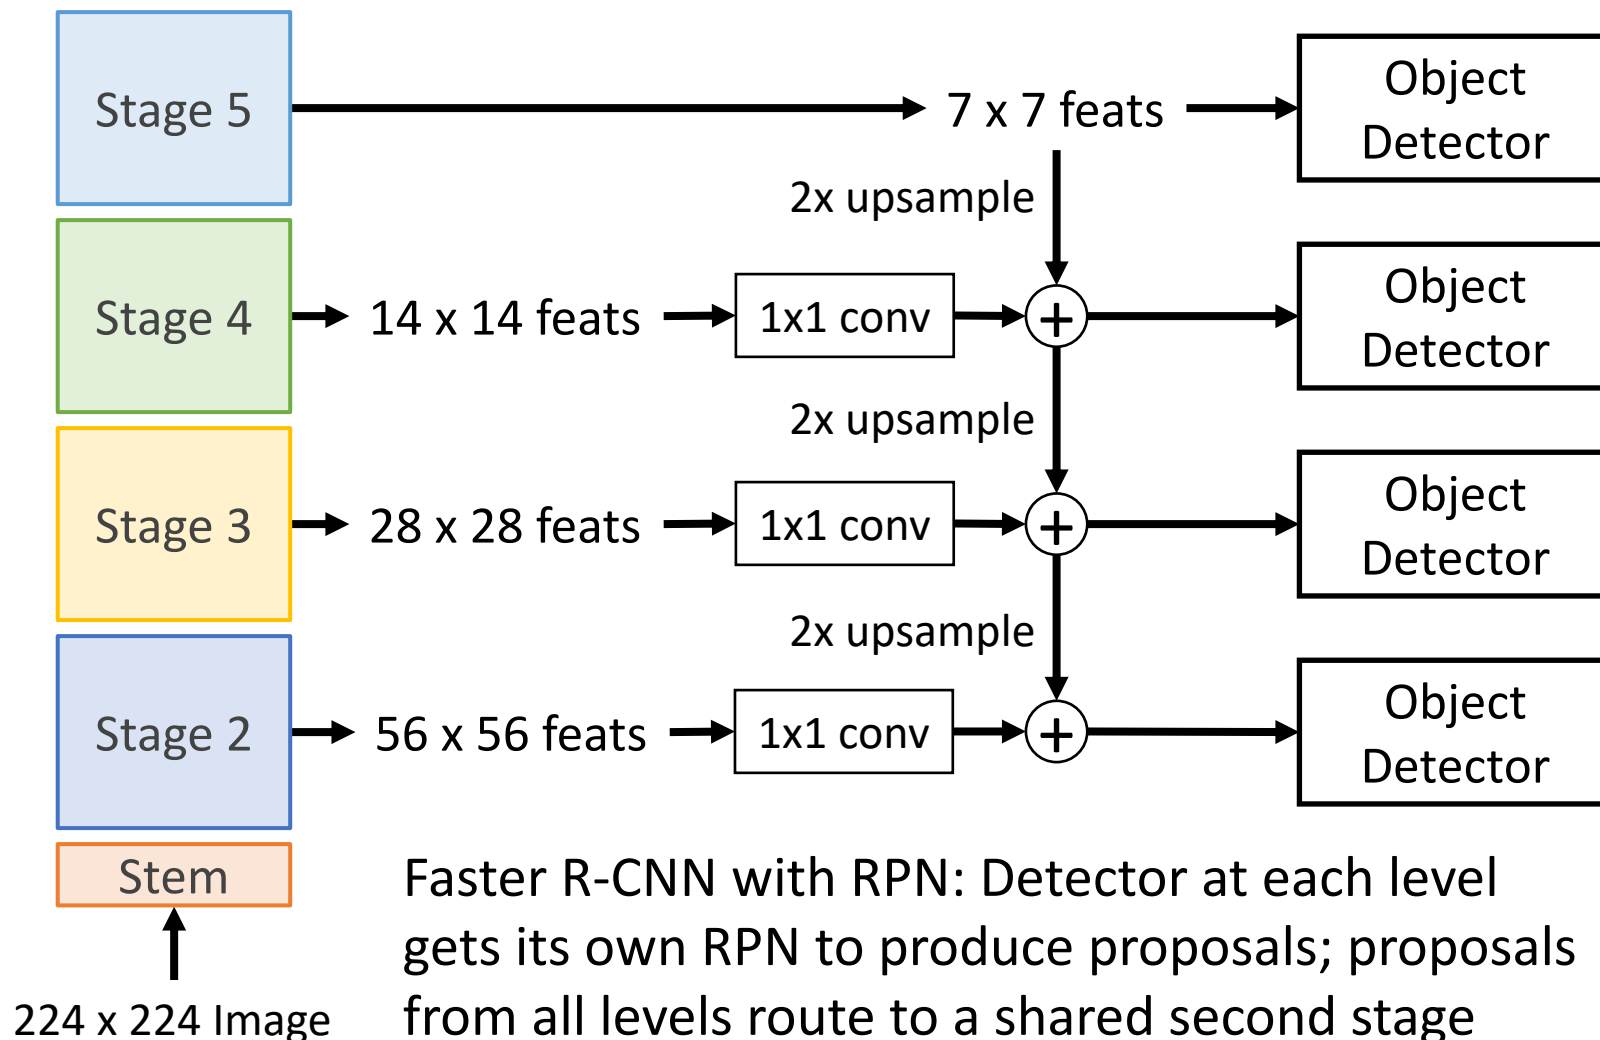 Stage 5
7 x 7 feats
Object
Detector
2x upsample
Stage 4
14 x 14 feats
1x1 conv
+
Object
Detector
2x upsample
Stage 3
28 x 28 feats
1x1 conv
+
Object
Detector
2x upsample
Stage 2
56 x 56 feats
1x1 conv
+
Object
Detector
Stem
224 x 224 Image
Faster R-CNN with RPN: Detector at each level
gets its own RPN to produce proposals; proposals
from all levels route to a shared second stage